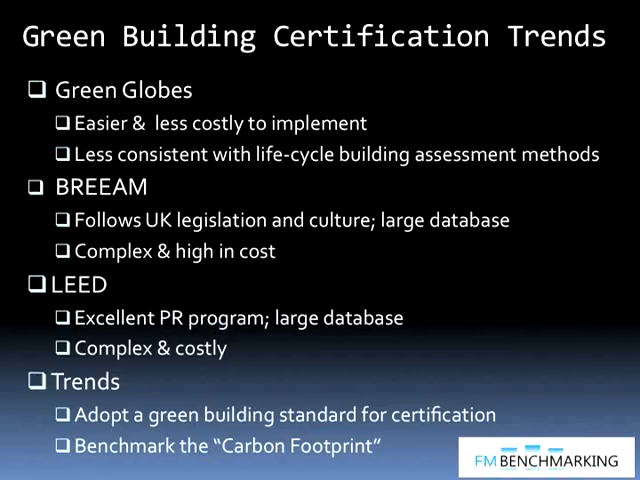 Green Building Certification Trends
Green Globes
Easier & less costly to implement
Less consistent with life-cycle building assessment methods
BREEAM
Follows UK legislation and culture; large database
Complex & high in cost
LEED
Excellent PR program; large database
Complex & costly
Trends
Adopt a green building standard for certification
Benchmark the “Carbon Footprint”
FM BENCHMARKING